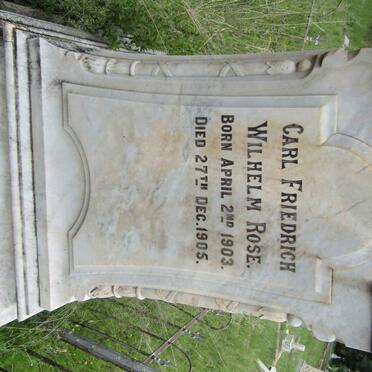 CARL FRIEDRICH
WILHELM ROSE.
BORN APRIL 2ND 1903.
DIED 27TH DEC. 1905.